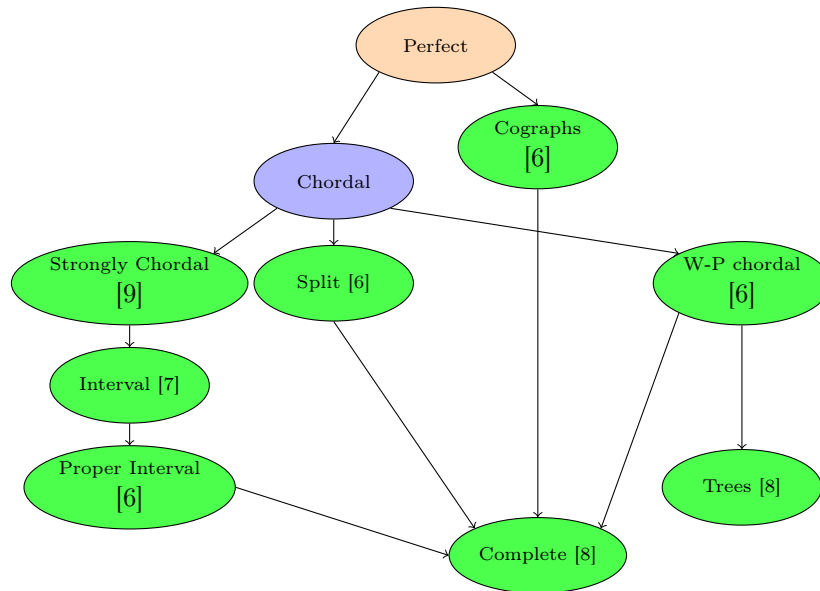 Perfect
Cographs
[6]
Chordal
Strongly Chordal
[9]
Split [6]
W-P chordal
[6]
Interval [7]
Proper Interval
[6]
Trees [8]
Complete [8]